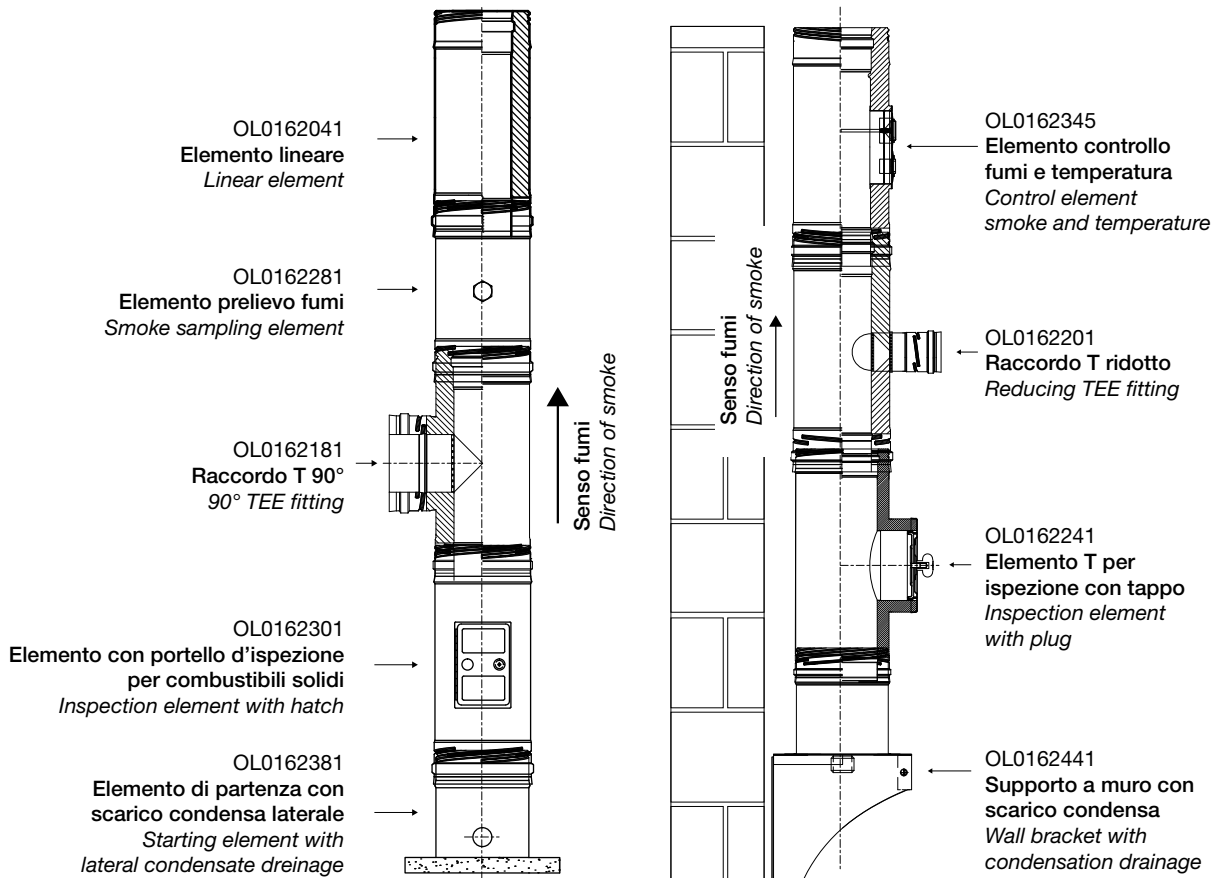 OL0162041
Elemento lineare
Linear element
OL0162281
Elemento prelievo fumi
Smoke sampling element
OL0162181
Raccordo T 90°
90° TEE fitting
OL0162301
Elemento con portello d'ispezione
per combustibili solidi
Inspection element with hatch
OL0162381
Elemento di partenza con
scarico condensa laterale
Starting element with
lateral condensate dreinage
Senso fumi
Direction of smoke
Senso fumi
Direction of smoke
OL0162345
Elemento controllo
fumi e temperatura
Control element
smoke and temperature
OL0162201
Raccordo T ridotto
Reducing TEE fitting
OL0162241
Elemento T per
ispezione con tappo
Inspection element
with plug
OL0162441
Supporto a muro con
scarico condensa
Wall bracket with
condensation drainage